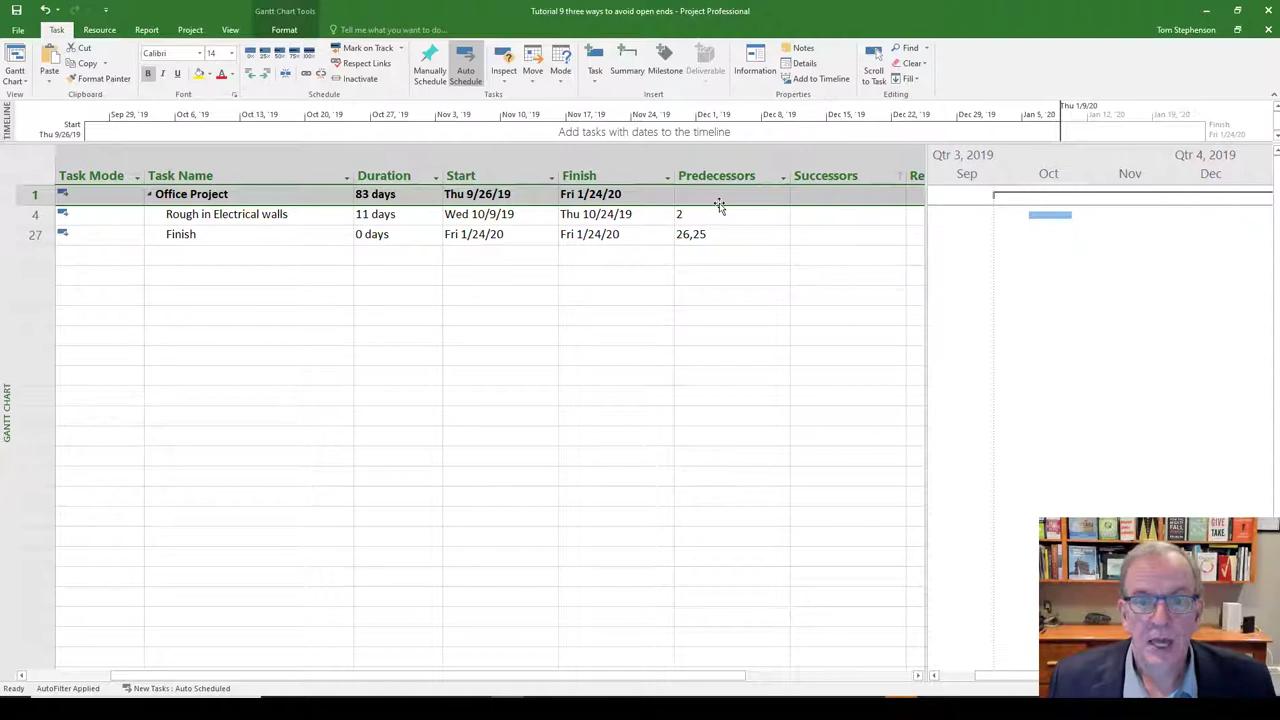 Gantt Chart Tools
Tutorial 9 three ways to avoid open ends - Project Professional
File Task Resource Report Project View Format Tell me what you want to do... Tom Stephenson
Cut
Copy
Format Painter
Paste
Calibri 14
B I U A
Mark on Track
Respect Links
Inactivate
Gantt Chart
Manually Schedule
Auto Schedule
Inspect Move Mode
Task Summary Milestone Deliverable
Information
Notes
Details
Add to Timeline
Scroll to Task
Find
Clear
Fill
View Clipboard Font Schedule Tasks Insert Properties Editing
TIMELINE
Thu 1/9/20
Start
Thu 9/26/19
Sep 29, '19 Oct 6, '19 Oct 13, '19 Oct 20, '19 Oct 27, '19 Nov 3, '19 Nov 10, '19 Nov 17, '19 Nov 24, '19 Dec 1, '19 Dec 8, '19 Dec 15, '19 Dec 22, '19 Dec 29, '19 Jan 5, '20 Jan 12, '20 Jan 19, '20
Add tasks with dates to the timeline
Finish
Fri 1/24/20
Qtr 3, 2019 Qtr 4, 2019
Task Mode Task Name Duration Start Finish Predecessors Successors Re Sep Oct Nov Dec
1 Office Project 83 days Thu 9/26/19 Fri 1/24/20
4 Rough in Electrical walls 11 days Wed 10/9/19 Thu 10/24/19 2
27 Finish 0 days Fri 1/24/20 Fri 1/24/20 26,25
GANTT CHART
Ready AutoFilter Applied New Tasks : Auto Scheduled
GIVE
TAKE